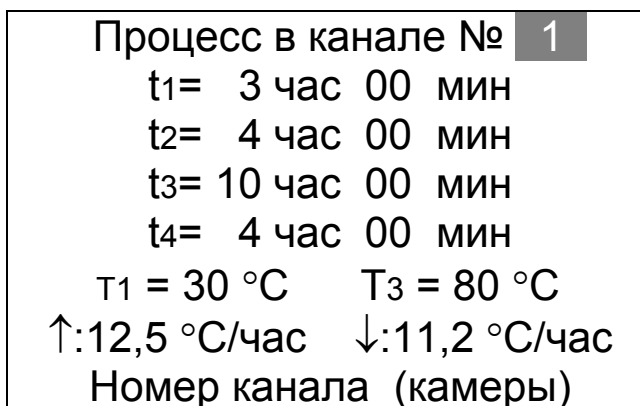 Процесс в канале № 1
t1= 3 час 00 мин
t2= 4 час 00 мин
t3= 10 час 00 мин
t4= 4 час 00 мин
T1 = 30 °C T3 = 80 °C
↑:12,5 °C/час ↓:11,2 °C/час
Номер канала (камеры)